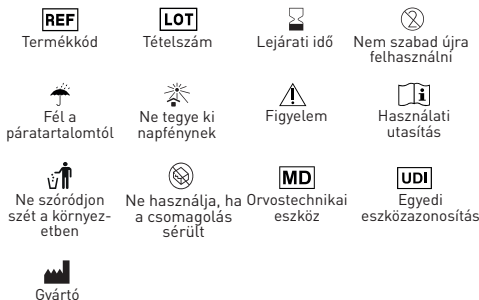 REF
LOT
Termékkód
Tételszám
Lejárati idő
Nem szabad újra
felhasználni
Fél a
páratartalomtól
Ne tegye ki
napfénynek
Figyelem
Használati
utasítás
Ne szóródjon
szét a környez-
etben
Ne használja, ha
a csomagolás
sérült
MD
Orvostechnikai
eszköz
UDI
Egyedi
eszközazonosítás
Gyártó